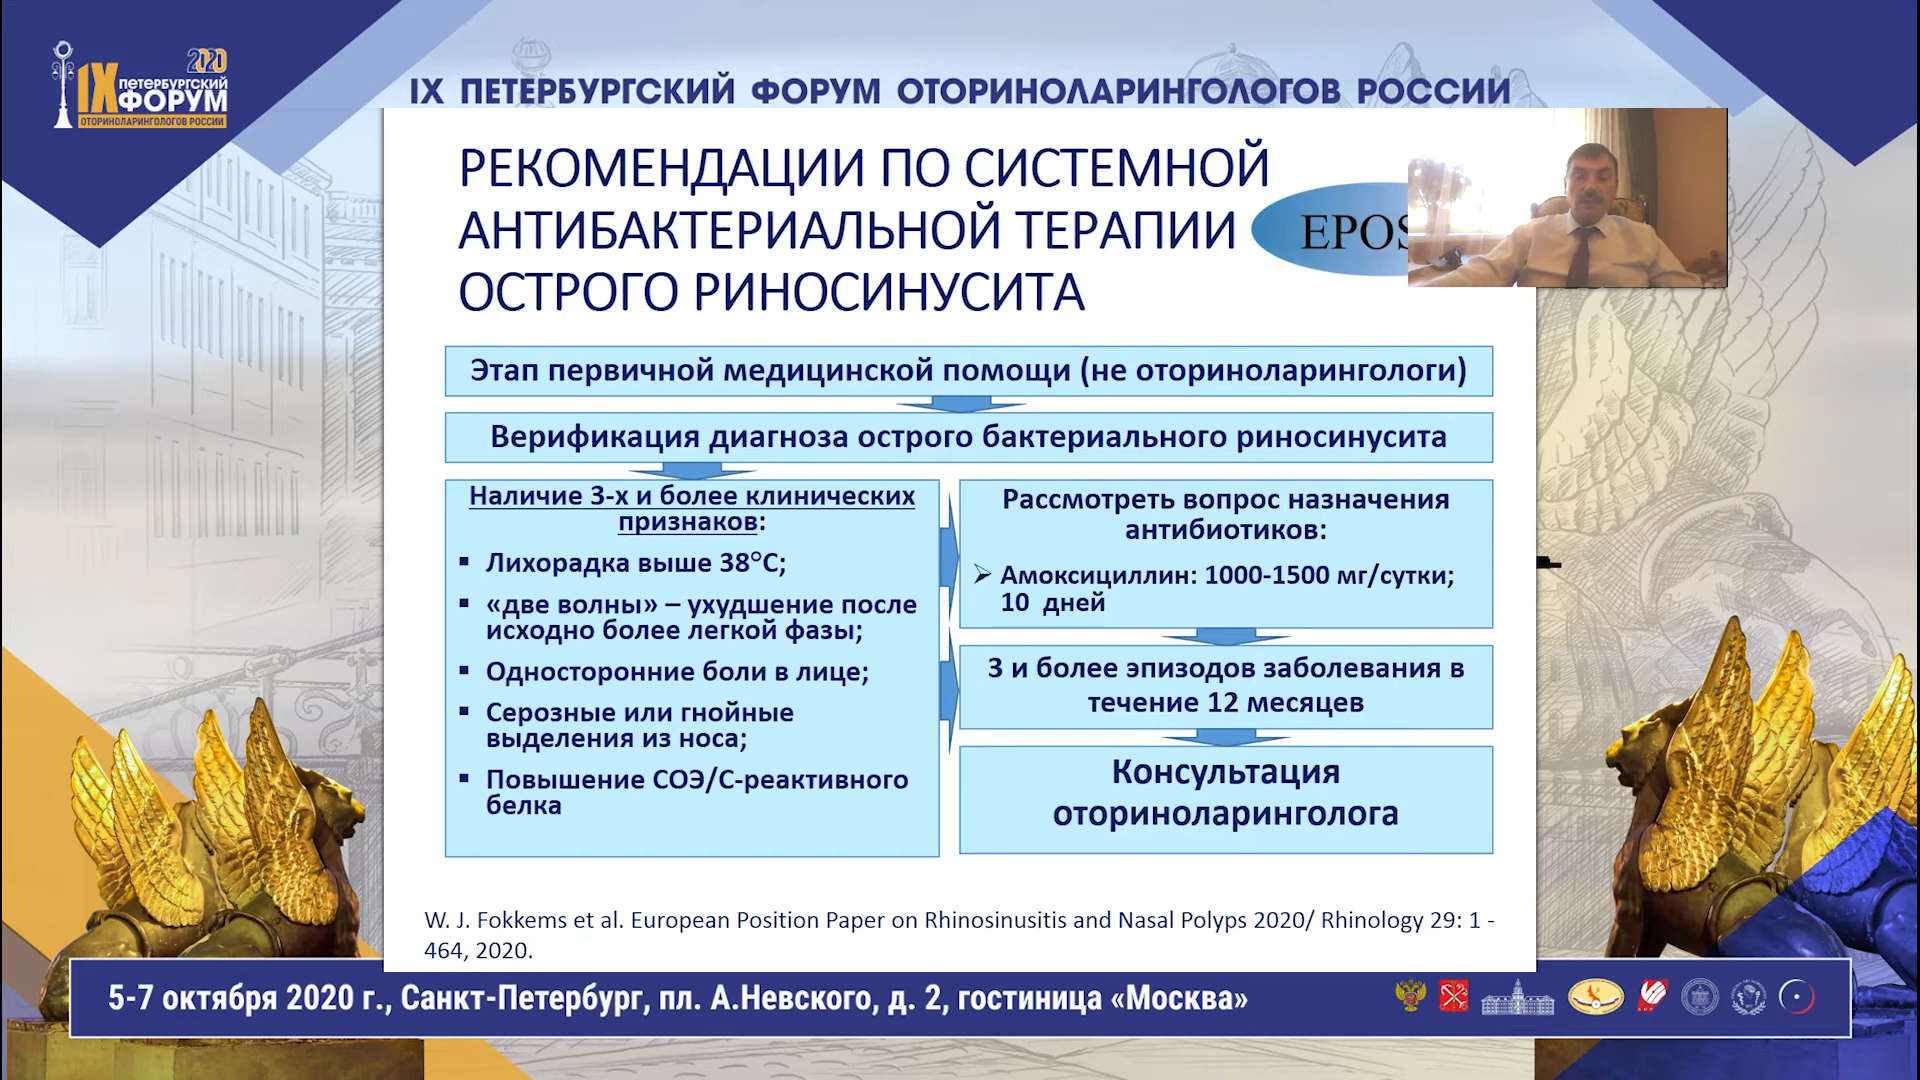 IX ПЕТЕРБУРГСКИЙ ФОРУМ ОТОРИНОЛАРИНГОЛОГОВ РОССИИ
2020
IX ПЕТЕРБУРГСКИЙ
ФОРУМ
ОТОРИНОЛАРИНГОЛОГОВ РОССИИ
РЕКОМЕНДАЦИИ ПО СИСТЕМНОЙ
АНТИБАКТЕРИАЛЬНОЙ ТЕРАПИИ
ОСТРОГО РИНОСИНУСИТА
EPOS
Этап первичной медицинской помощи (не оториноларингологи)
Верификация диагноза острого бактериального риносинусита
Наличие 3-х и более клинических
признаков:
▪ Лихорадка выше 38°С;
▪ «две волны» – ухудшение после
исходно более легкой фазы;
▪ Односторонние боли в лице;
▪ Серозные или гнойные
выделения из носа;
▪ Повышение СОЭ/С-реактивного
белка
Рассмотреть вопрос назначения
антибиотиков:
➢ Амоксициллин: 1000-1500 мг/сутки;
10 дней
3 и более эпизодов заболевания в
течение 12 месяцев
Консультация
оториноларинголога
W. J. Fokkems et al. European Position Paper on Rhinosinusitis and Nasal Polyps 2020/ Rhinology 29: 1 -
464, 2020.
5-7 октября 2020 г., Санкт-Петербург, пл. А.Невского, д. 2, гостиница «Москва»